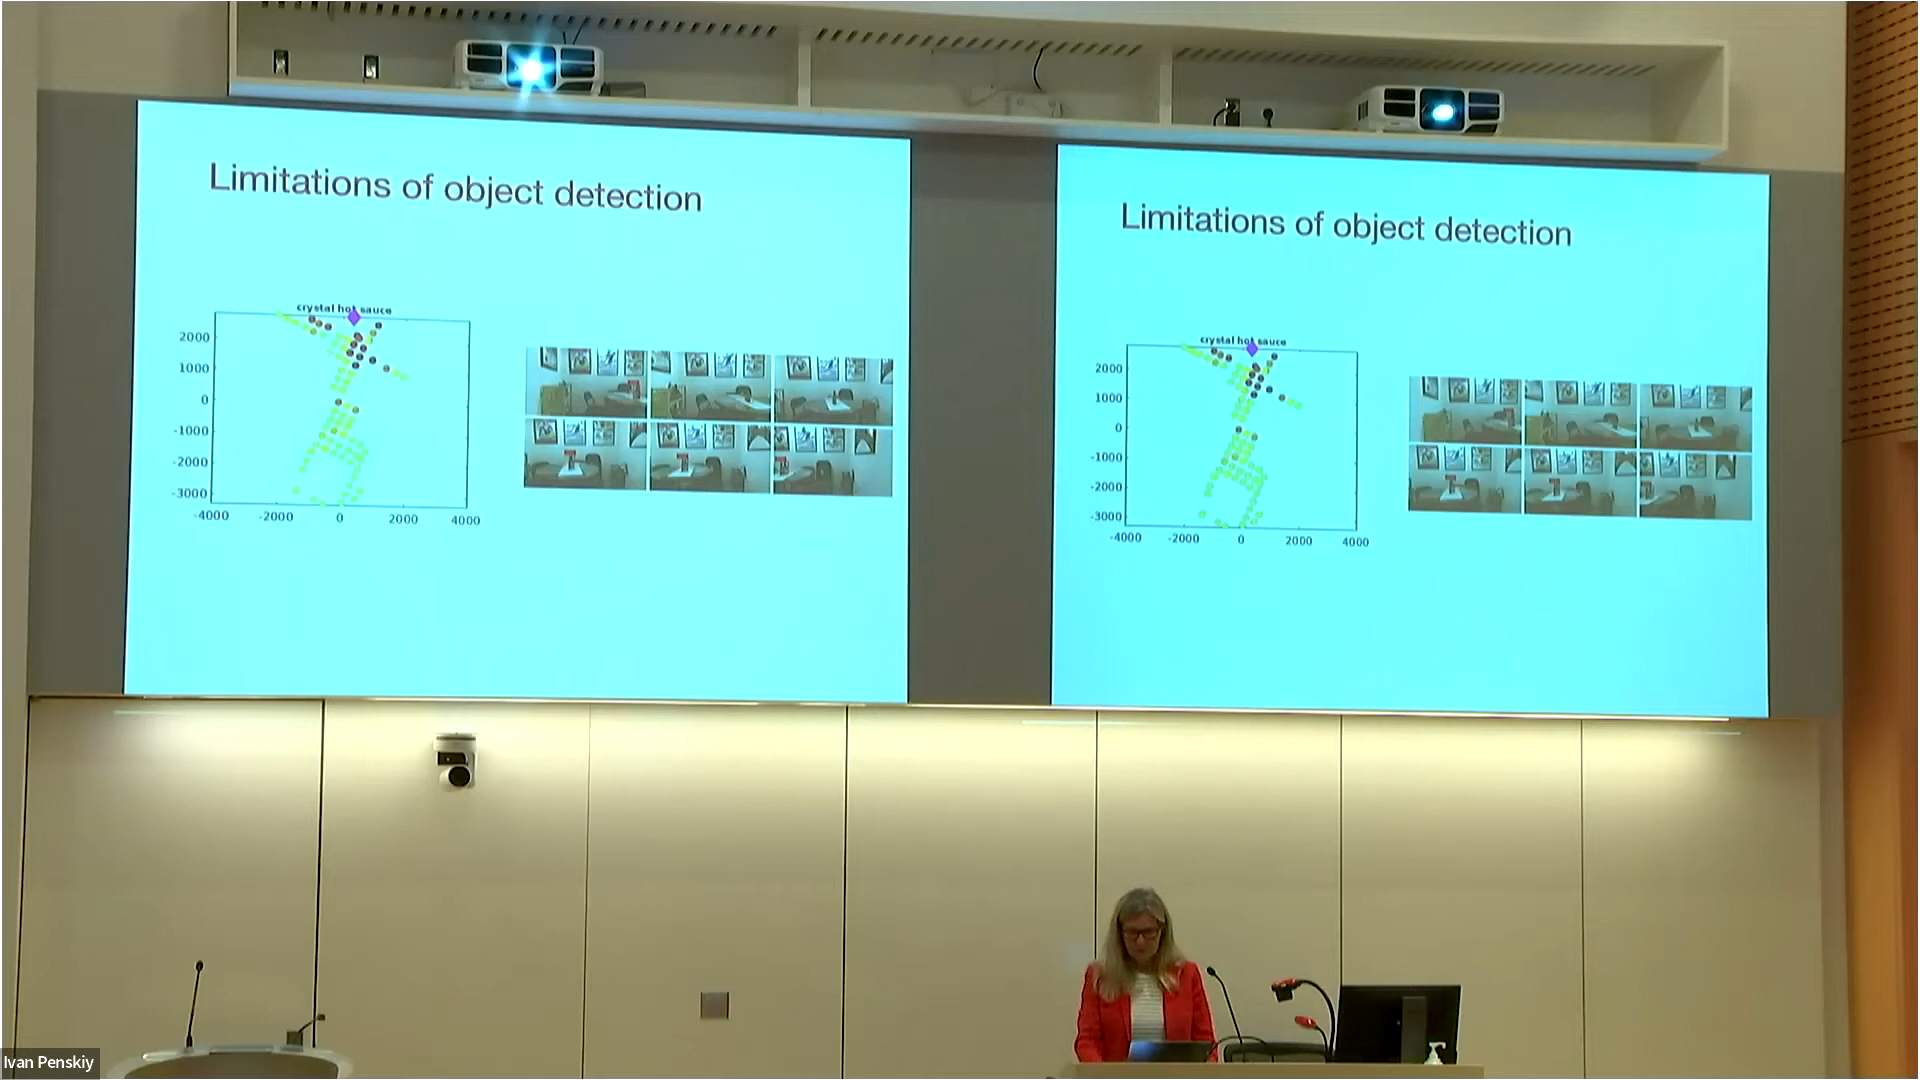 Limitations of object detection
crystal hot sauce
2000
1000
0
-1000
-2000
-3000
-4000 -2000 0 2000 4000
Limitations of object detection
crystal hot sauce
2000
1000
0
-1000
-2000
-3000
-4000 -2000 0 2000 4000
Ivan Penskiy